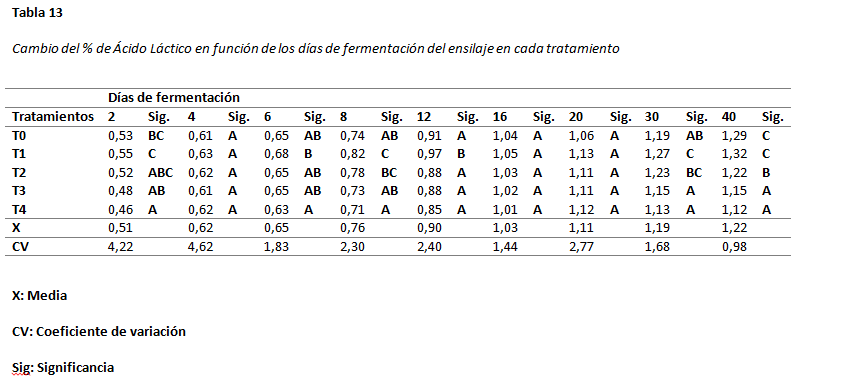 Tabla 13
Cambio del % de Ácido Láctico en función de los días de fermentación del ensilaje en cada tratamiento
Días de fermentación
Tratamientos 2 Sig. 4 Sig. 6 Sig. 8 Sig. 12 Sig. 16 Sig. 20 Sig. 30 Sig. 40 Sig.
T0 0,53 BC 0,61 A 0,65 AB 0,74 AB 0,91 A 1,04 A 1,06 A 1,19 AB 1,29 C
T1 0,55 C 0,63 A 0,68 B 0,82 C 0,97 B 1,05 A 1,13 A 1,27 C 1,32 C
T2 0,52 ABC 0,62 A 0,65 AB 0,78 BC 0,88 A 1,03 A 1,11 A 1,23 BC 1,22 B
T3 0,48 AB 0,61 A 0,65 AB 0,73 AB 0,88 A 1,02 A 1,11 A 1,15 A 1,15 A
T4 0,46 A 0,62 A 0,63 A 0,71 A 0,85 A 1,01 A 1,12 A 1,13 A 1,12 A
X 0,51 0,62 0,65 0,76 0,90 1,03 1,11 1,19 1,22
CV 4,22 4,62 1,83 2,30 2,40 1,44 2,77 1,68 0,98
X: Media
CV: Coeficiente de variación
Sig: Significancia